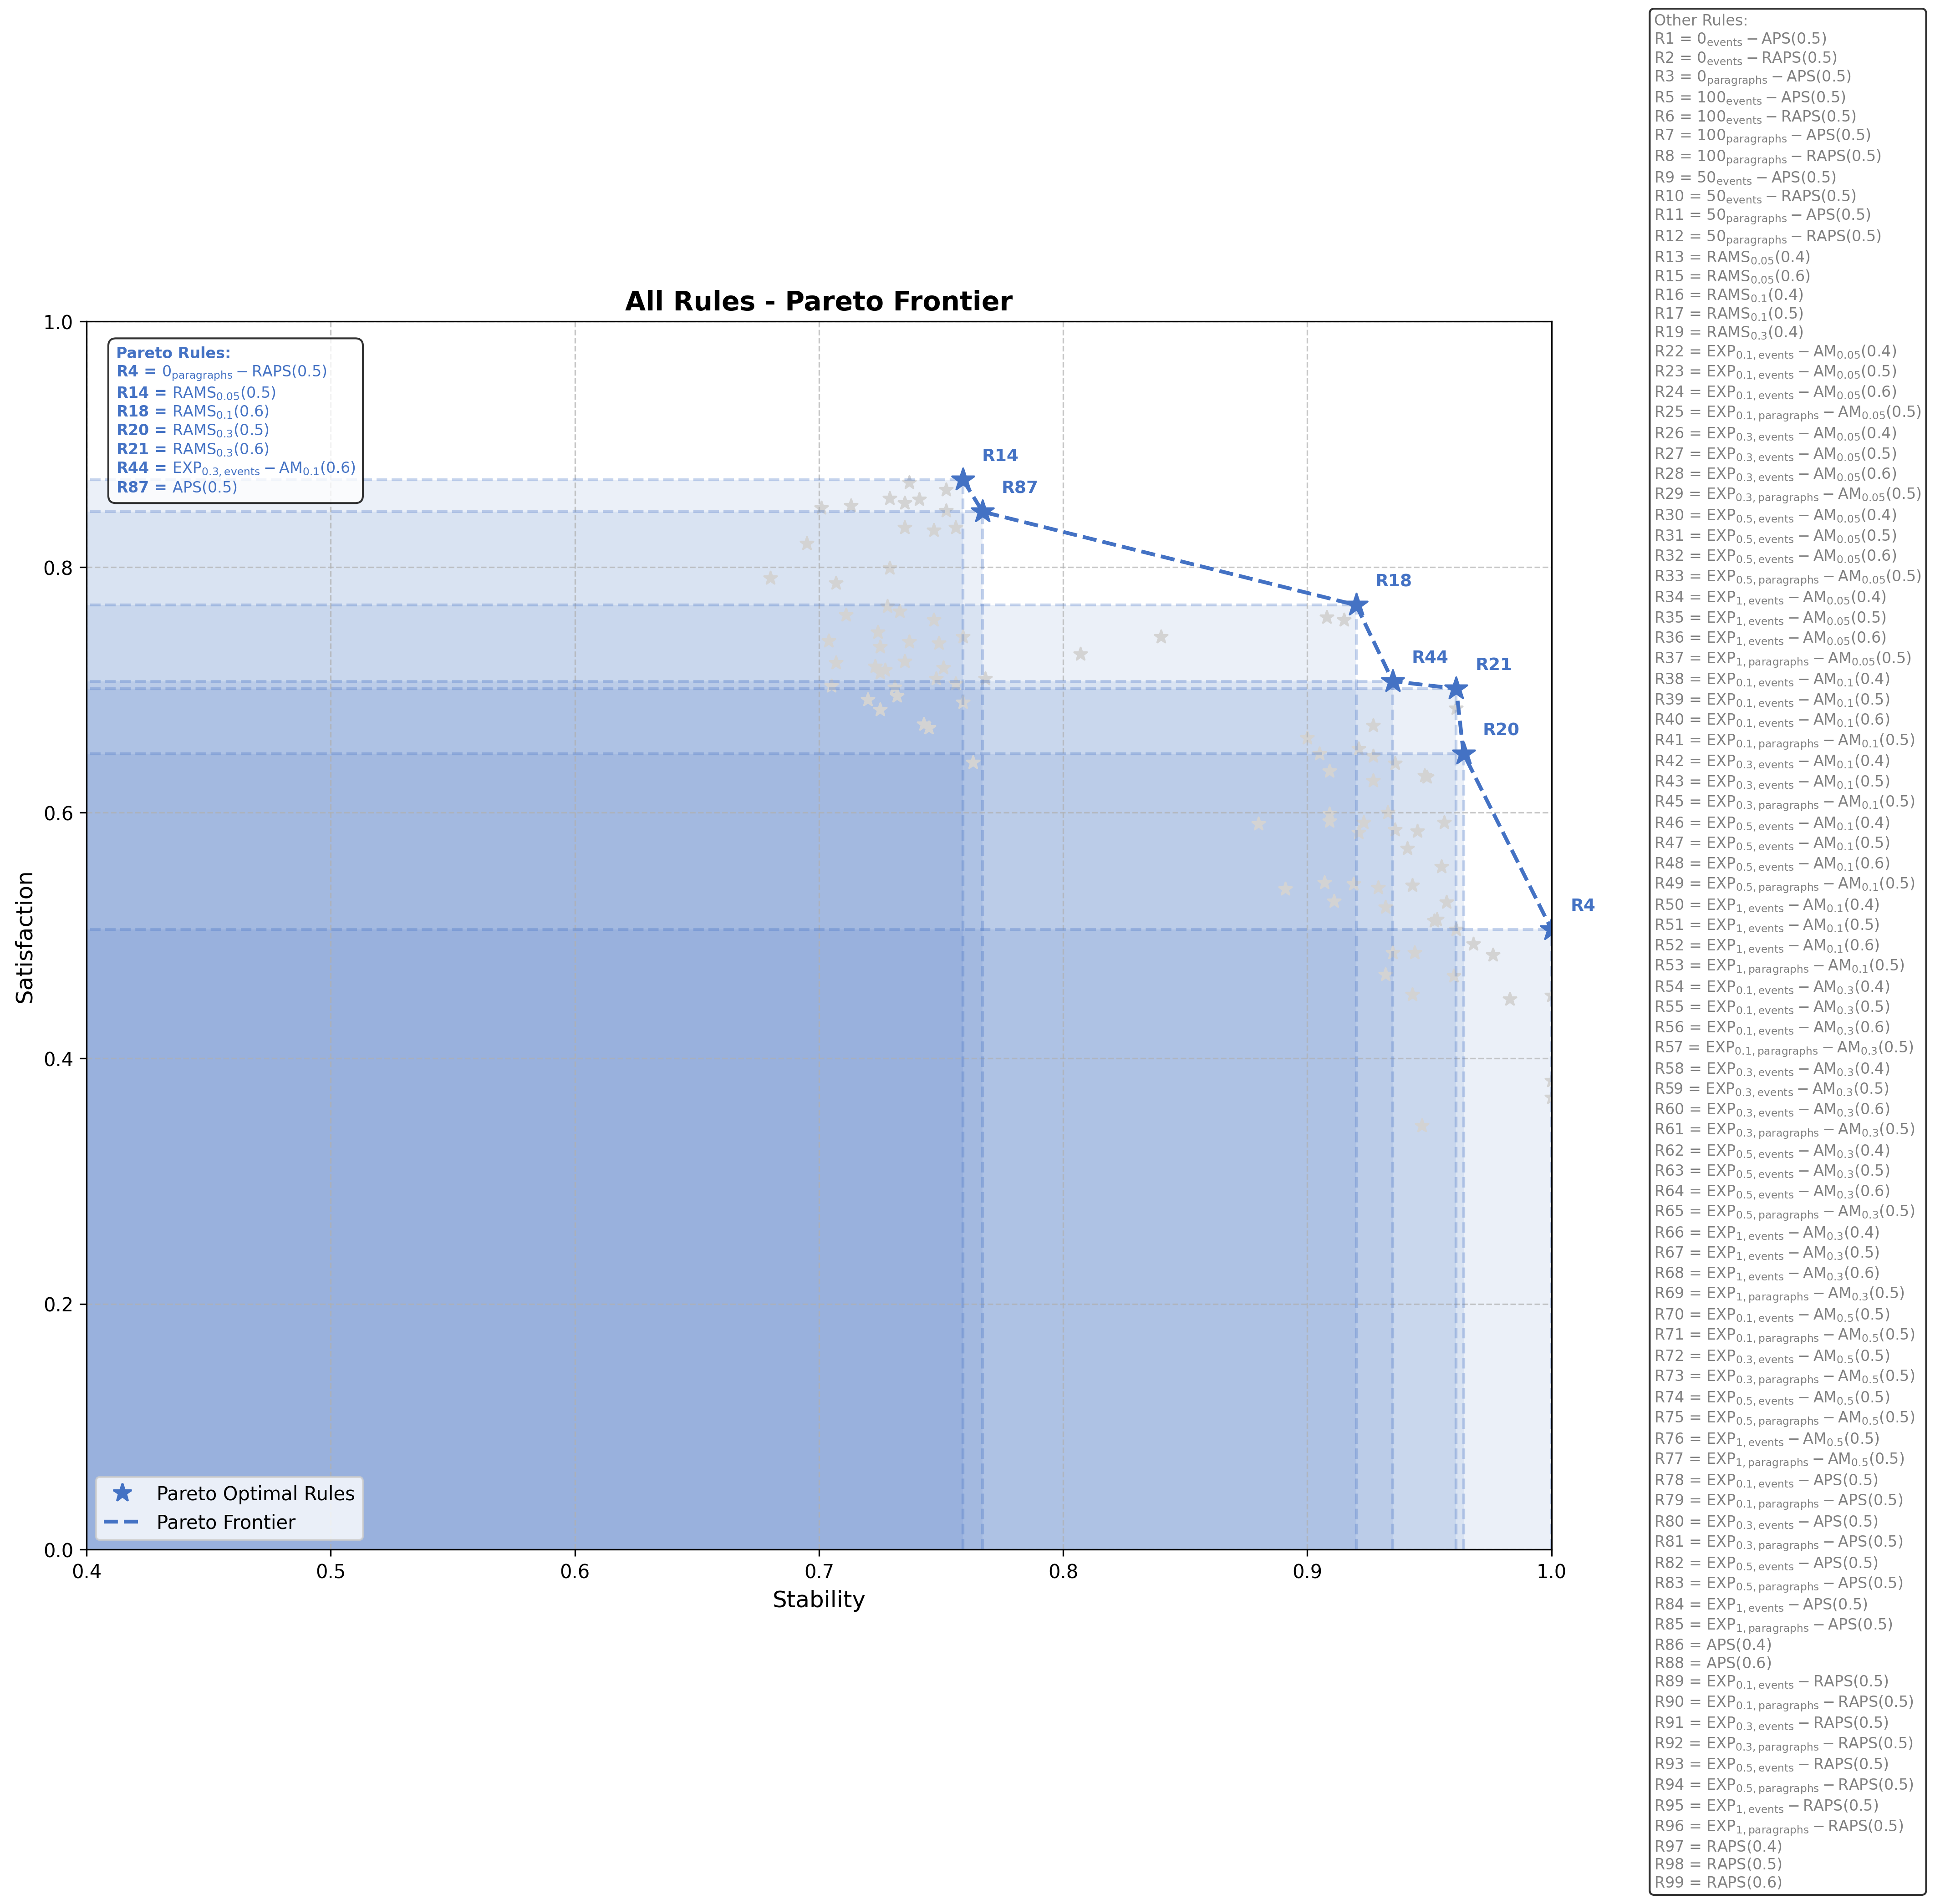 All Rules - Pareto Frontier
1.0
0.8
0.6
0.4
0.2
0.0
Satisfaction
Pareto Rules:
R4 = 0paragraphs − RAPS(0.5)
R14 = RAMS0.05(0.5)
R18 = RAMS0.1(0.6)
R20 = RAMS0.3(0.5)
R21 = RAMS0.3(0.6)
R44 = EXP0.3, events − AM0.1(0.6)
R87 = APS(0.5)
R14
R87
R18
R44
R21
R20
R4
Pareto Optimal Rules
Pareto Frontier
0.4 0.5 0.6 0.7 0.8 0.9 1.0
Stability
Other Rules:
R1 = 0events − APS(0.5)
R2 = 0events − RAPS(0.5)
R3 = 0paragraphs − APS(0.5)
R5 = 100events − APS(0.5)
R6 = 100events − RAPS(0.5)
R7 = 100paragraphs − APS(0.5)
R8 = 100paragraphs − RAPS(0.5)
R9 = 50events − APS(0.5)
R10 = 50events − RAPS(0.5)
R11 = 50paragraphs − APS(0.5)
R12 = 50paragraphs − RAPS(0.5)
R13 = RAMS0.05(0.4)
R15 = RAMS0.05(0.6)
R16 = RAMS0.1(0.4)
R17 = RAMS0.1(0.5)
R19 = RAMS0.3(0.4)
R22 = EXP0.1, events − AM0.05(0.4)
R23 = EXP0.1, events − AM0.05(0.5)
R24 = EXP0.1, events − AM0.05(0.6)
R25 = EXP0.1, paragraphs − AM0.05(0.5)
R26 = EXP0.3, events − AM0.05(0.4)
R27 = EXP0.3, events − AM0.05(0.5)
R28 = EXP0.3, events − AM0.05(0.6)
R29 = EXP0.3, paragraphs − AM0.05(0.5)
R30 = EXP0.5, events − AM0.05(0.4)
R31 = EXP0.5, events − AM0.05(0.5)
R32 = EXP0.5, events − AM0.05(0.6)
R33 = EXP0.5, paragraphs − AM0.05(0.5)
R34 = EXP1, events − AM0.05(0.4)
R35 = EXP1, events − AM0.05(0.5)
R36 = EXP1, events − AM0.05(0.6)
R37 = EXP1, paragraphs − AM0.05(0.5)
R38 = EXP0.1, events − AM0.1(0.4)
R39 = EXP0.1, events − AM0.1(0.5)
R40 = EXP0.1, events − AM0.1(0.6)
R41 = EXP0.1, paragraphs − AM0.1(0.5)
R42 = EXP0.3, events − AM0.1(0.4)
R43 = EXP0.3, events − AM0.1(0.5)
R45 = EXP0.3, paragraphs − AM0.1(0.5)
R46 = EXP0.5, events − AM0.1(0.4)
R47 = EXP0.5, events − AM0.1(0.5)
R48 = EXP0.5, events − AM0.1(0.6)
R49 = EXP0.5, paragraphs − AM0.1(0.5)
R50 = EXP1, events − AM0.1(0.4)
R51 = EXP1, events − AM0.1(0.5)
R52 = EXP1, events − AM0.1(0.6)
R53 = EXP1, paragraphs − AM0.1(0.5)
R54 = EXP0.1, events − AM0.3(0.4)
R55 = EXP0.1, events − AM0.3(0.5)
R56 = EXP0.1, events − AM0.3(0.6)
R57 = EXP0.1, paragraphs − AM0.3(0.5)
R58 = EXP0.3, events − AM0.3(0.4)
R59 = EXP0.3, events − AM0.3(0.5)
R60 = EXP0.3, events − AM0.3(0.6)
R61 = EXP0.3, paragraphs − AM0.3(0.5)
R62 = EXP0.5, events − AM0.3(0.4)
R63 = EXP0.5, events − AM0.3(0.5)
R64 = EXP0.5, events − AM0.3(0.6)
R65 = EXP0.5, paragraphs − AM0.3(0.5)
R66 = EXP1, events − AM0.3(0.4)
R67 = EXP1, events − AM0.3(0.5)
R68 = EXP1, events − AM0.3(0.6)
R69 = EXP1, paragraphs − AM0.3(0.5)
R70 = EXP0.1, events − AM0.5(0.5)
R71 = EXP0.1, paragraphs − AM0.5(0.5)
R72 = EXP0.3, events − AM0.5(0.5)
R73 = EXP0.3, paragraphs − AM0.5(0.5)
R74 = EXP0.5, events − AM0.5(0.5)
R75 = EXP0.5, paragraphs − AM0.5(0.5)
R76 = EXP1, events − AM0.5(0.5)
R77 = EXP1, paragraphs − AM0.5(0.5)
R78 = EXP0.1, events − APS(0.5)
R79 = EXP0.1, paragraphs − APS(0.5)
R80 = EXP0.3, events − APS(0.5)
R81 = EXP0.3, paragraphs − APS(0.5)
R82 = EXP0.5, events − APS(0.5)
R83 = EXP0.5, paragraphs − APS(0.5)
R84 = EXP1, events − APS(0.5)
R85 = EXP1, paragraphs − APS(0.5)
R86 = APS(0.4)
R88 = APS(0.6)
R89 = EXP0.1, events − RAPS(0.5)
R90 = EXP0.1, paragraphs − RAPS(0.5)
R91 = EXP0.3, events − RAPS(0.5)
R92 = EXP0.3, paragraphs − RAPS(0.5)
R93 = EXP0.5, events − RAPS(0.5)
R94 = EXP0.5, paragraphs − RAPS(0.5)
R95 = EXP1, events − RAPS(0.5)
R96 = EXP1, paragraphs − RAPS(0.5)
R97 = RAPS(0.4)
R98 = RAPS(0.5)
R99 = RAPS(0.6)